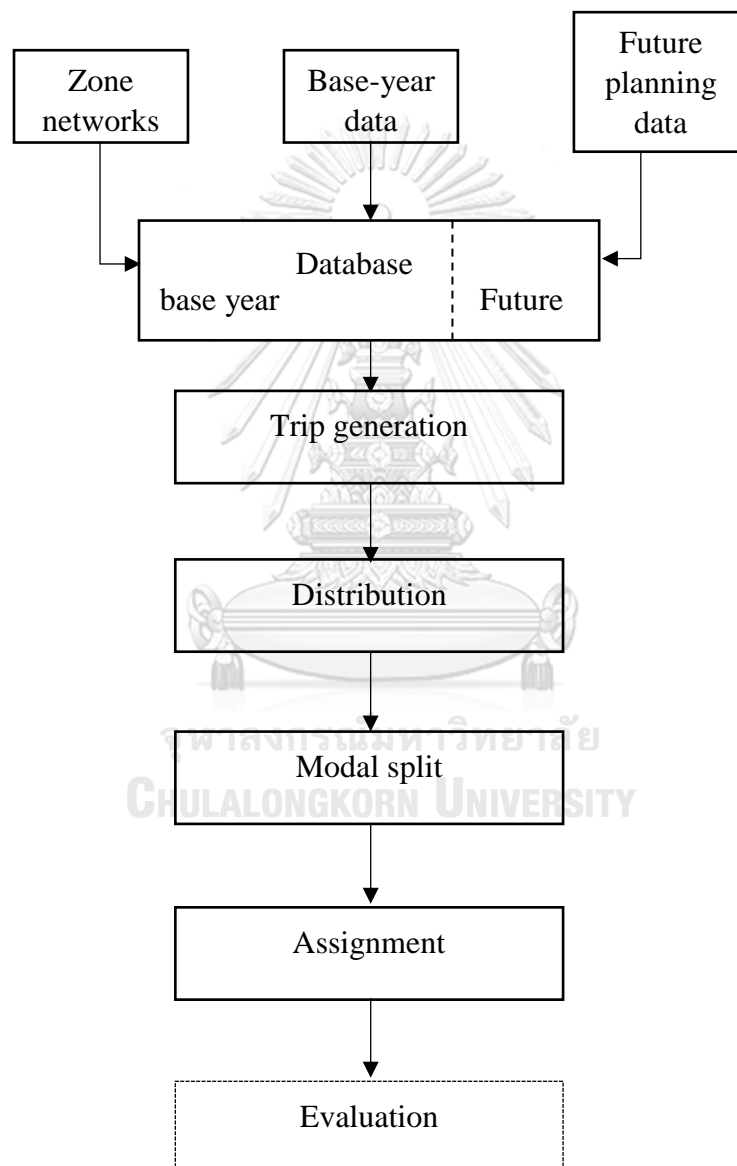 Zone
networks
Base-year
data
Future
planning
data
Database
base year
Future
Trip generation
Distribution
จุฬาลงกรณ์มหาวิทยาลัย
Modal split
CHULALONGKORN UNIVERSITY
Assignment
Evaluation